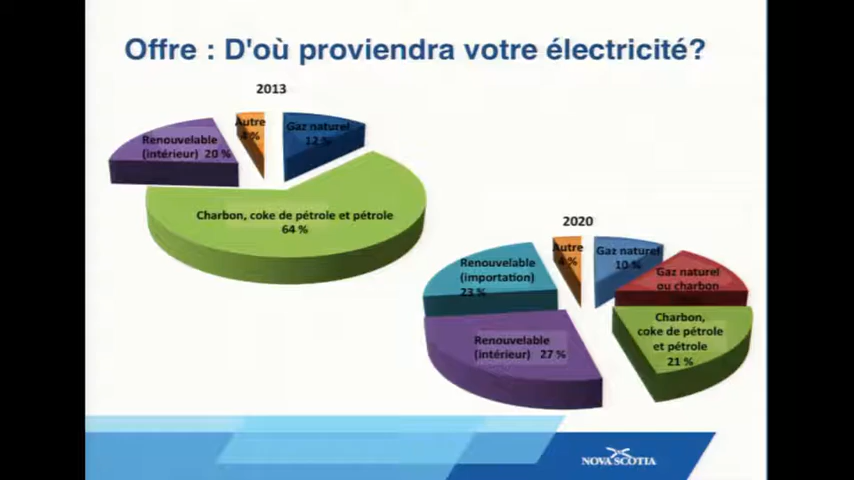 Offre : D'où proviendra votre électricité?
2013
Autre
4 %
Gaz naturel
12 %
Renouvelable
(intérieur) 20 %
Charbon, coke de pétrole et pétrole
64 %
2020
Autre
4 %
Gaz naturel
10 %
Renouvelable
(importation)
23 %
Gaz naturel
ou charbon
Charbon,
coke de pétrole
et pétrole
21 %
Renouvelable
(intérieur) 27 %
NOVA SCOTIA